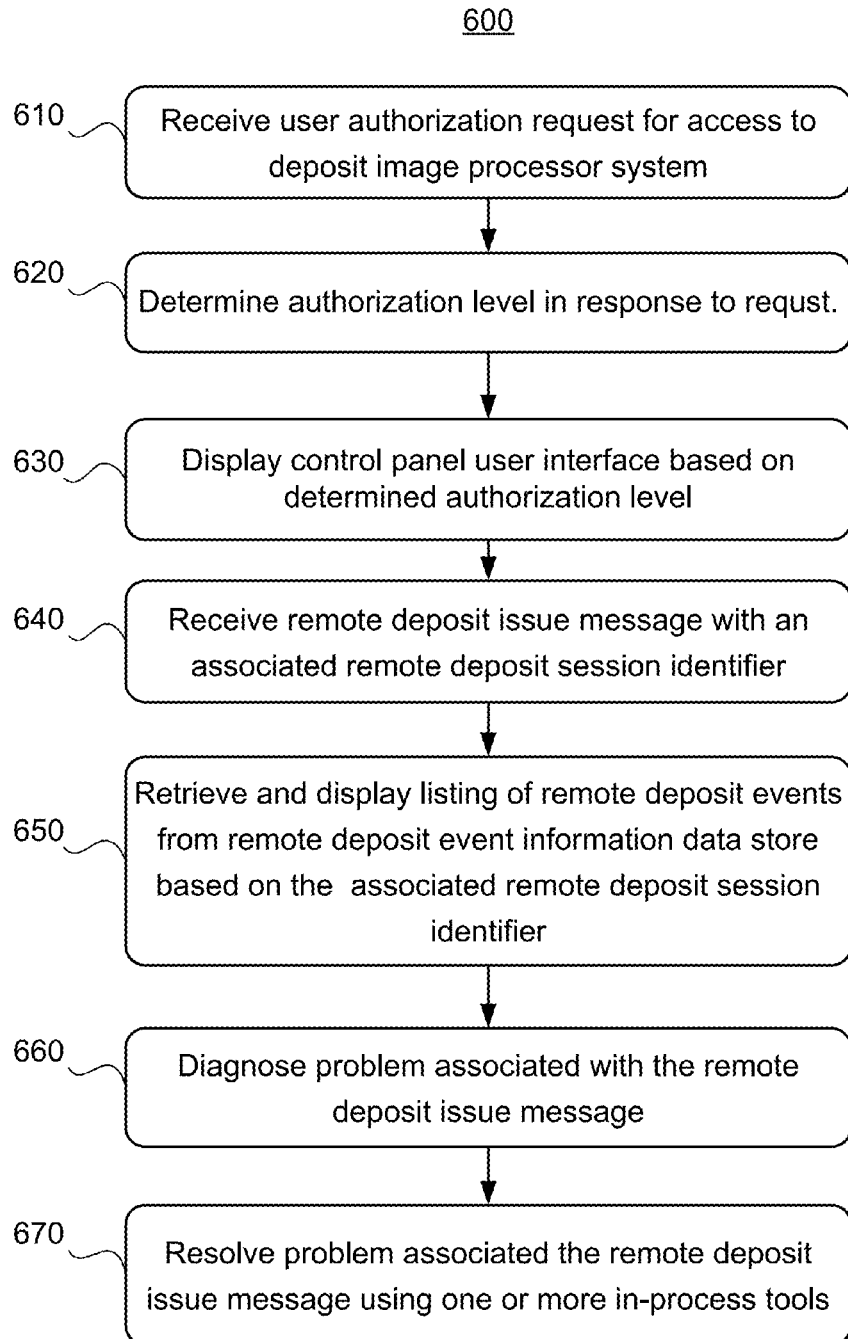 600
610
Receive user authorization request for access to
deposit image processor system
620
Determine authorization level in response to requst.
630
Display control panel user interface based on
determined authorization level
640
Receive remote deposit issue message with an
associated remote deposit session identifier
650
Retrieve and display listing of remote deposit events
from remote deposit event information data store
based on the associated remote deposit session
identifier
660
Diagnose problem associated with the remote
deposit issue message
670
Resolve problem associated the remote deposit
issue message using one or more in-process tools